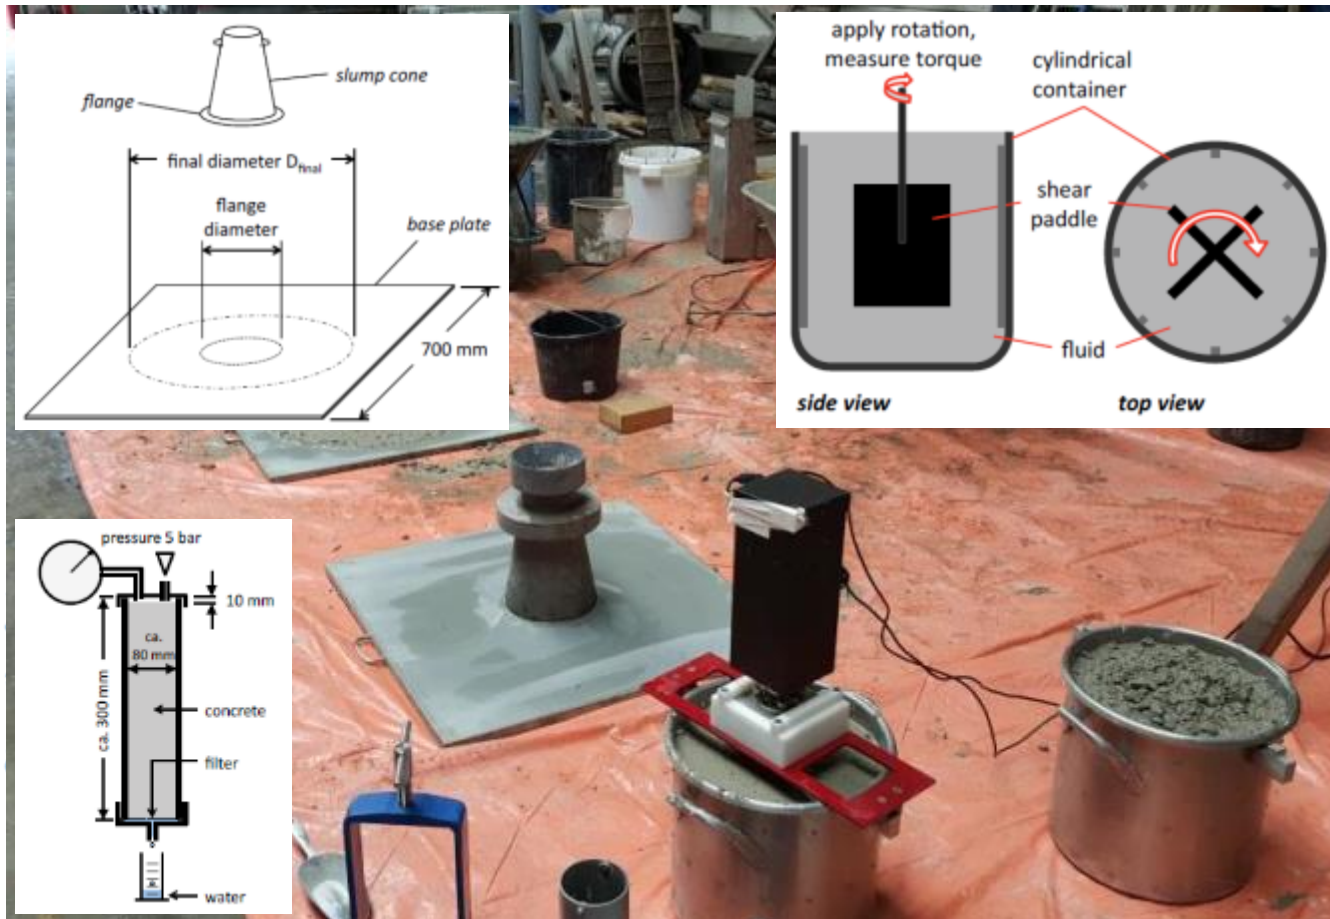 slump cone
flange
final diameter D_final
flange
diameter
base plate
700 mm
apply rotation,
measure torque
cylindrical
container
shear
paddle
fluid
side view
top view
pressure 5 bar
10 mm
ca.
80 mm
ca. 300 mm
concrete
filter
water